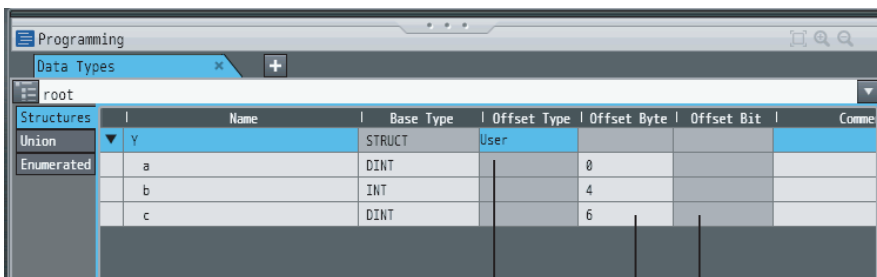 Programming
Data Types × +
root
Structures Name Base Type Offset Type Offset Byte Offset Bit Comme
Union ▼ Y STRUCT User
Enumerated a DINT 0
b INT 4
c DINT 6